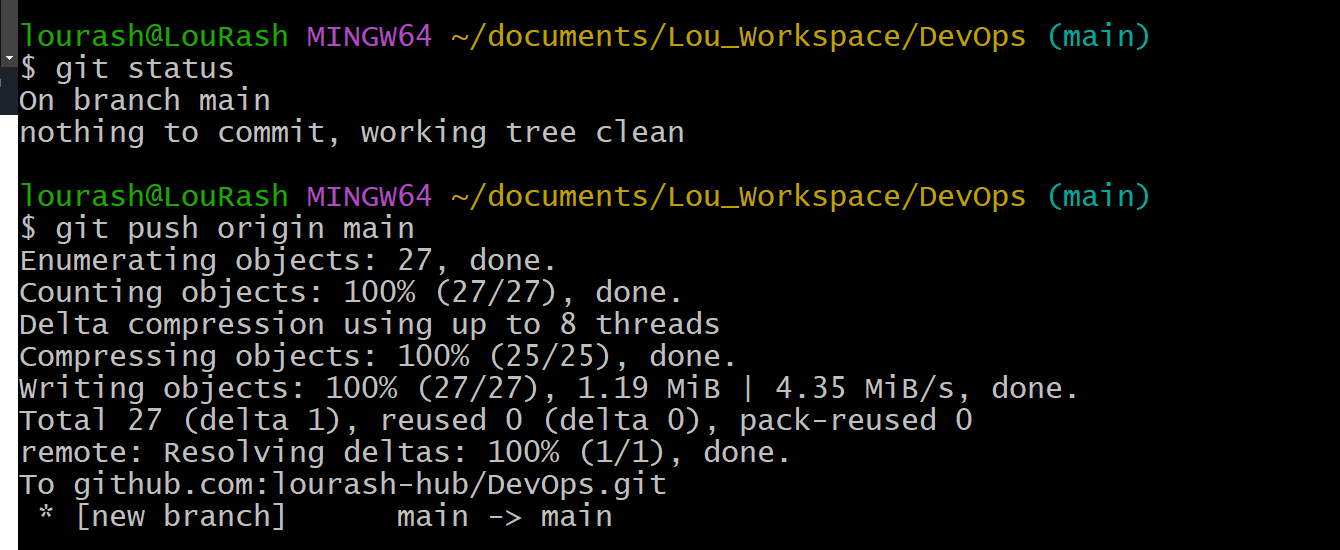 lourash@LouRash MINGW64 ~/documents/Lou_Workspace/DevOps (main)
$ git status
On branch main
nothing to commit, working tree clean
lourash@LouRash MINGW64 ~/documents/Lou_Workspace/DevOps (main)
$ git push origin main
Enumerating objects: 27, done.
Counting objects: 100% (27/27), done.
Delta compression using up to 8 threads
Compressing objects: 100% (25/25), done.
Writing objects: 100% (27/27), 1.19 MiB | 4.35 MiB/s, done.
Total 27 (delta 1), reused 0 (delta 0), pack-reused 0
remote: Resolving deltas: 100% (1/1), done.
To github.com:lourash-hub/DevOps.git
 * [new branch]      main -> main